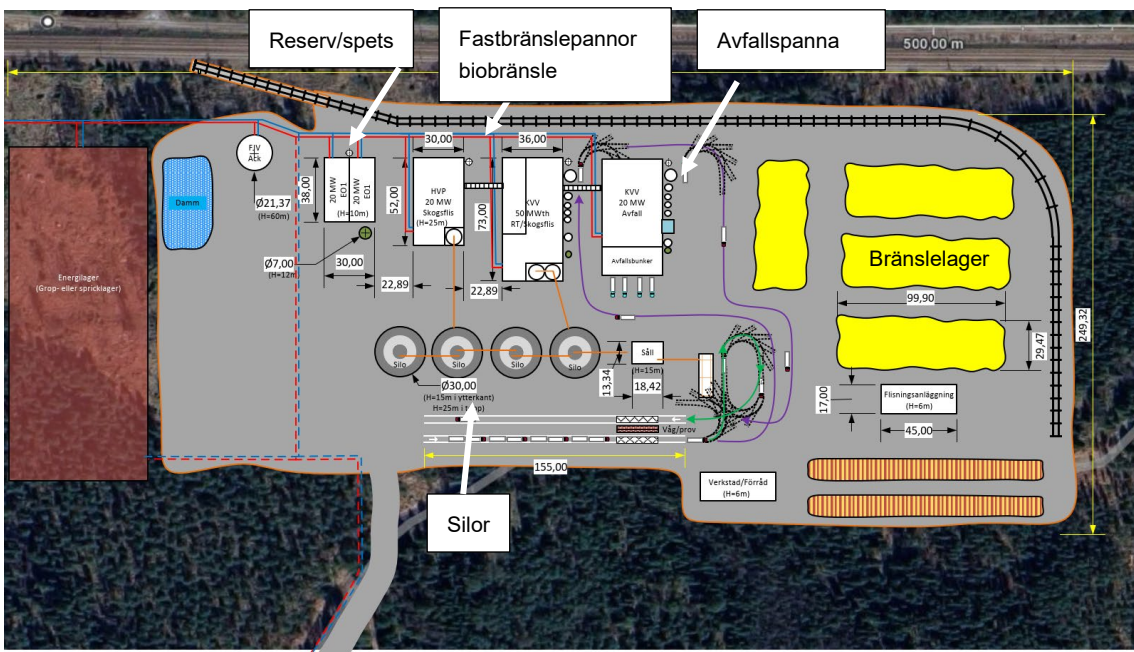 Reserv/spets
Fastbränslepannor
biobränsle
Avfallspanna
500,00 m
FJV
Ack
Ø21,37
(H=60m)
Damm
38,00
20 MW
EO1
20 MW
EO1
(H=10m)
Ø7,00
(H=12m
30,00
22,89
30,00
52,00
HVP
20 MW
Skogsflis
(H=25m)
36,00
73,00
KVV
50 MWth
RT/Skogsflis
22,89
KVV
20 MW
Avfall
Avfallsbunker
Energilager
(Grop- eller spricklager)
Bränslelager
99,90
29,47
249,32
Silo
Silo
Silo
Silo
Ø30,00
(H=15m i ytterkant
H=25m i topp)
13,34
Såll
(H=15m)
18,42
17,00
Flisningsanläggning
(H=6m)
45,00
Våg/prov
155,00
Verkstad/Förråd
(H=6m)
Silor